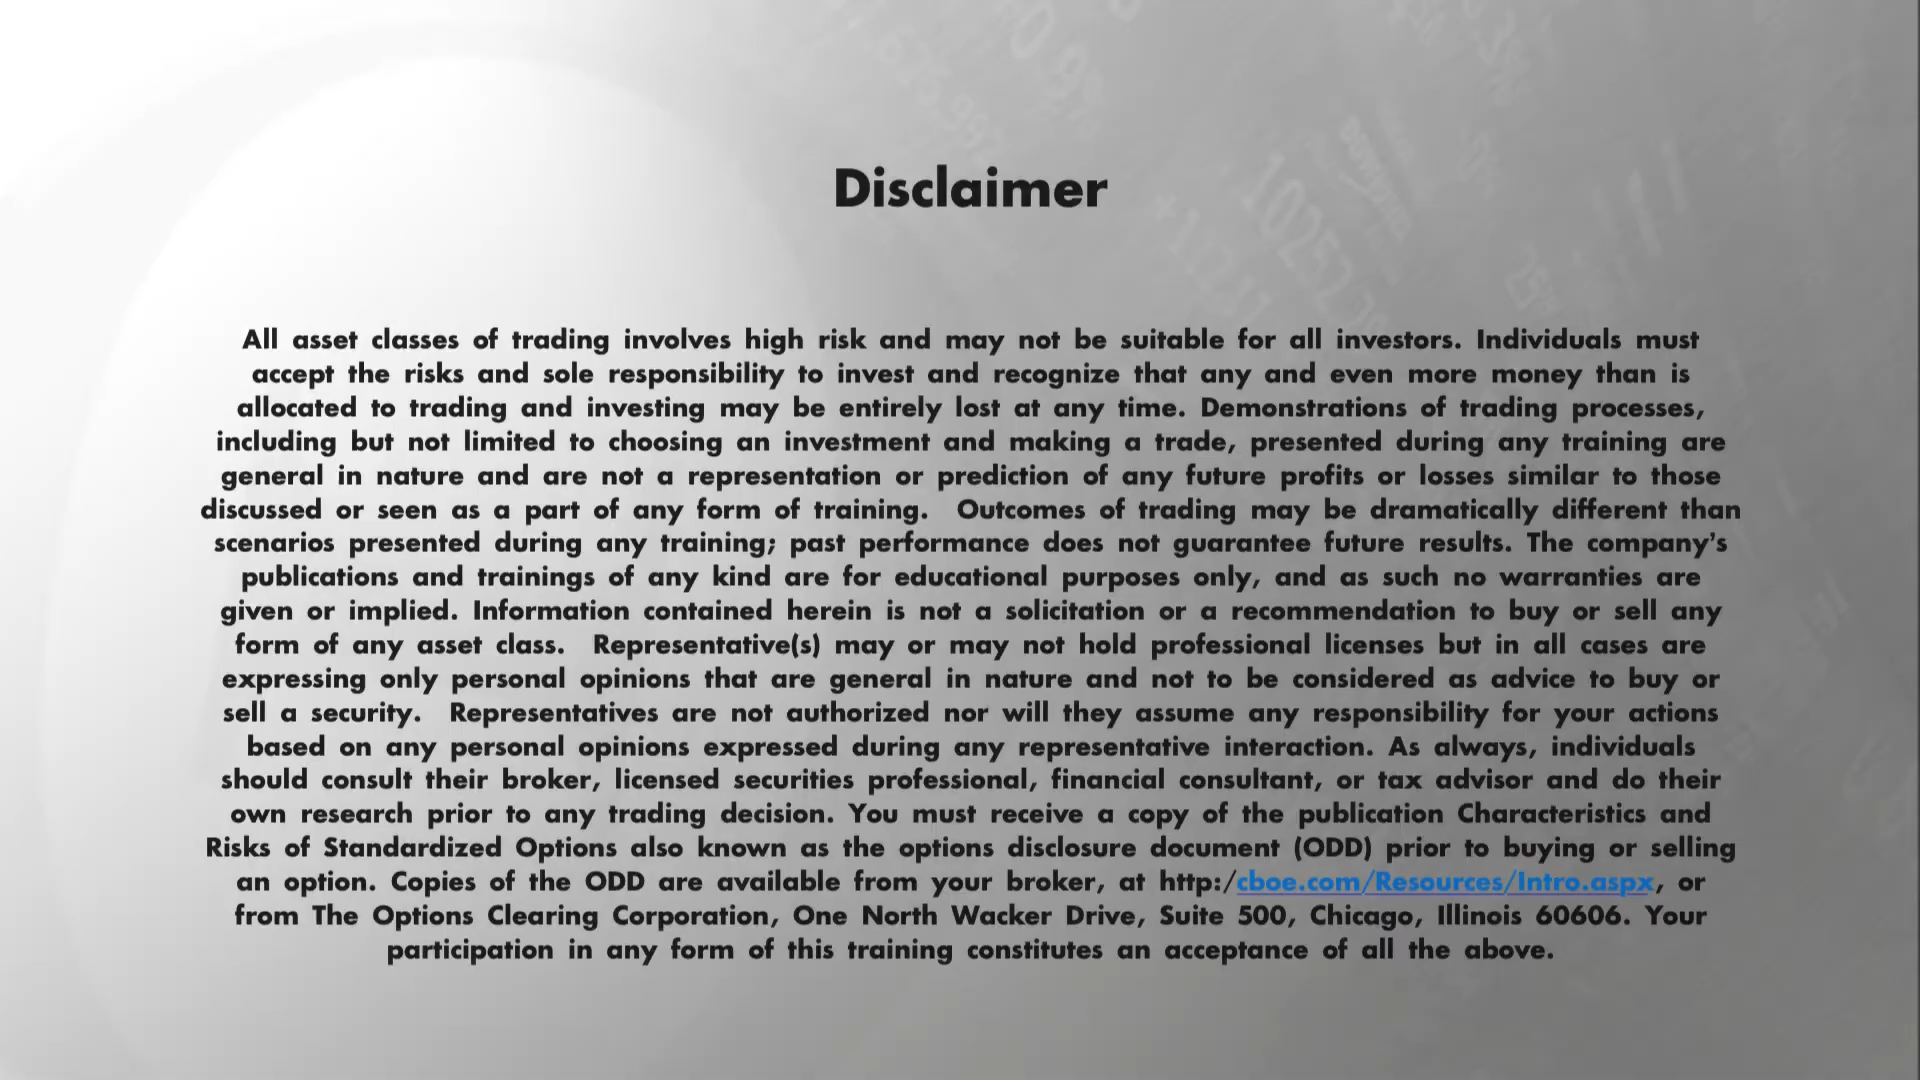 Disclaimer
All asset classes of trading involves high risk and may not be suitable for all investors. Individuals must
accept the risks and sole responsibility to invest and recognize that any and even more money than is
allocated to trading and investing may be entirely lost at any time. Demonstrations of trading processes,
including but not limited to choosing an investment and making a trade, presented during any training are
general in nature and are not a representation or prediction of any future profits or losses similar to those
discussed or seen as a part of any form of training.  Outcomes of trading may be dramatically different than
scenarios presented during any training; past performance does not guarantee future results. The company’s
publications and trainings of any kind are for educational purposes only, and as such no warranties are
given or implied. Information contained herein is not a solicitation or a recommendation to buy or sell any
form of any asset class.  Representative(s) may or may not hold professional licenses but in all cases are
expressing only personal opinions that are general in nature and not to be considered as advice to buy or
sell a security.  Representatives are not authorized nor will they assume any responsibility for your actions
based on any personal opinions expressed during any representative interaction. As always, individuals
should consult their broker, licensed securities professional, financial consultant, or tax advisor and do their
own research prior to any trading decision. You must receive a copy of the publication Characteristics and
Risks of Standardized Options also known as the options disclosure document (ODD) prior to buying or selling
an option. Copies of the ODD are available from your broker, at http:/cboe.com/Resources/Intro.aspx, or
from The Options Clearing Corporation, One North Wacker Drive, Suite 500, Chicago, Illinois 60606. Your
participation in any form of this training constitutes an acceptance of all the above.